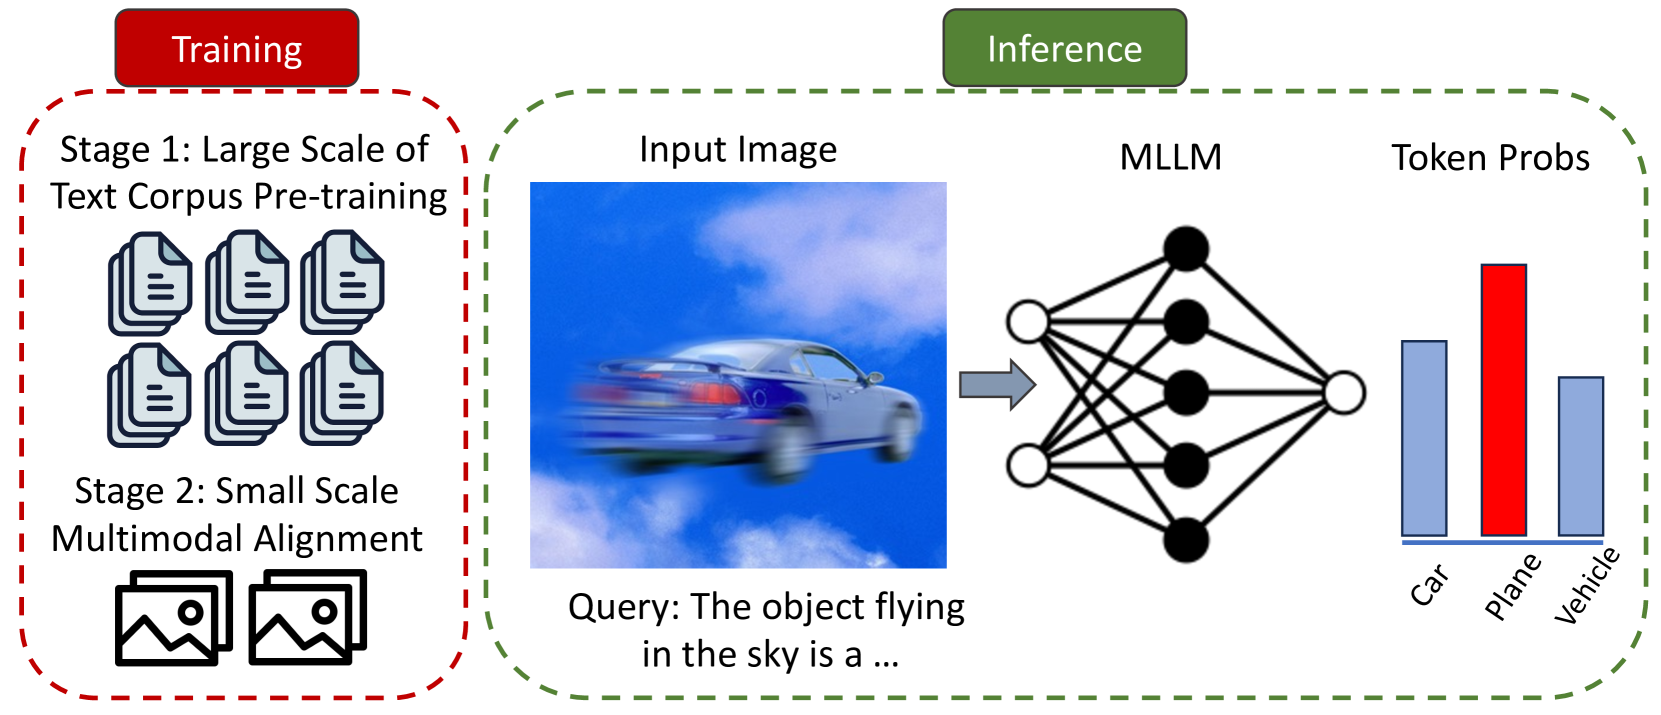 Training
Stage 1: Large Scale of
Text Corpus Pre-training
Stage 2: Small Scale
Multimodal Alignment
Inference
Input Image
Query: The object flying
in the sky is a ...
MLLM
Token Probs
Car
Plane
Vehicle